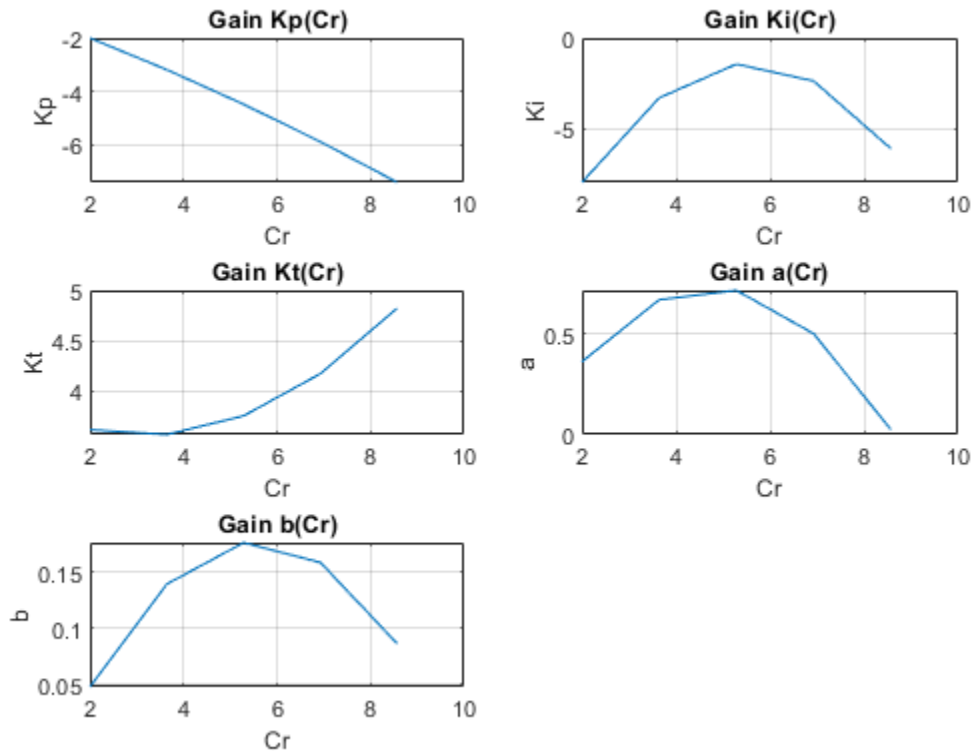 Gain Kp(Cr)
-2
-4
-6
Kp
2 4 6 8 10
Cr
Gain Ki(Cr)
0
-5
Ki
2 4 6 8 10
Cr
Gain Kt(Cr)
5
4.5
4
Kt
2 4 6 8 10
Cr
Gain a(Cr)
0.5
0
a
2 4 6 8 10
Cr
Gain b(Cr)
0.15
0.1
0.05
b
2 4 6 8 10
Cr